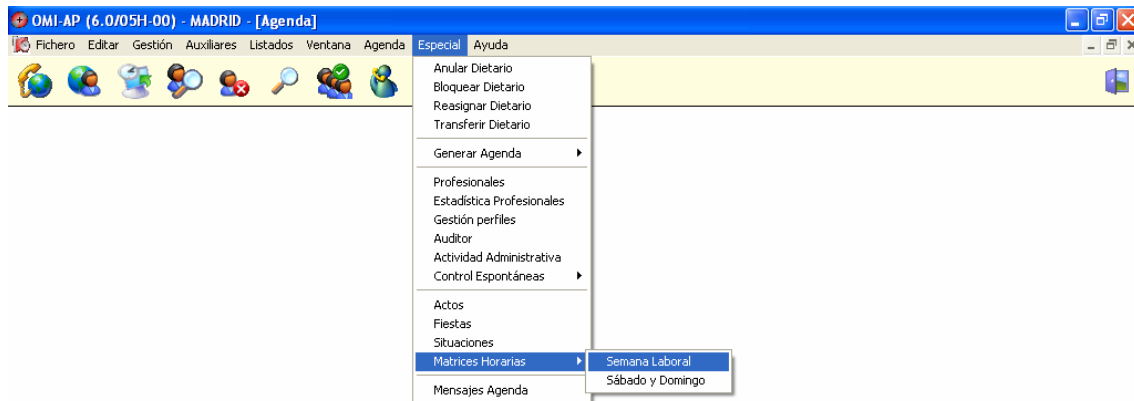 OMI-AP (6.0/05H-00) - MADRID - [Agenda]
Fichero Editar Gestión Auxiliares Listados Ventana Agenda Especial Ayuda
Anular Dietario
Bloquear Dietario
Reasignar Dietario
Transferir Dietario
Generar Agenda
Profesionales
Estadística Profesionales
Gestión perfiles
Auditor
Actividad Administrativa
Control Espontáneas
Actos
Fiestas
Situaciones
Matrices Horarias
Semana Laboral
Sábado y Domingo
Mensajes Agenda